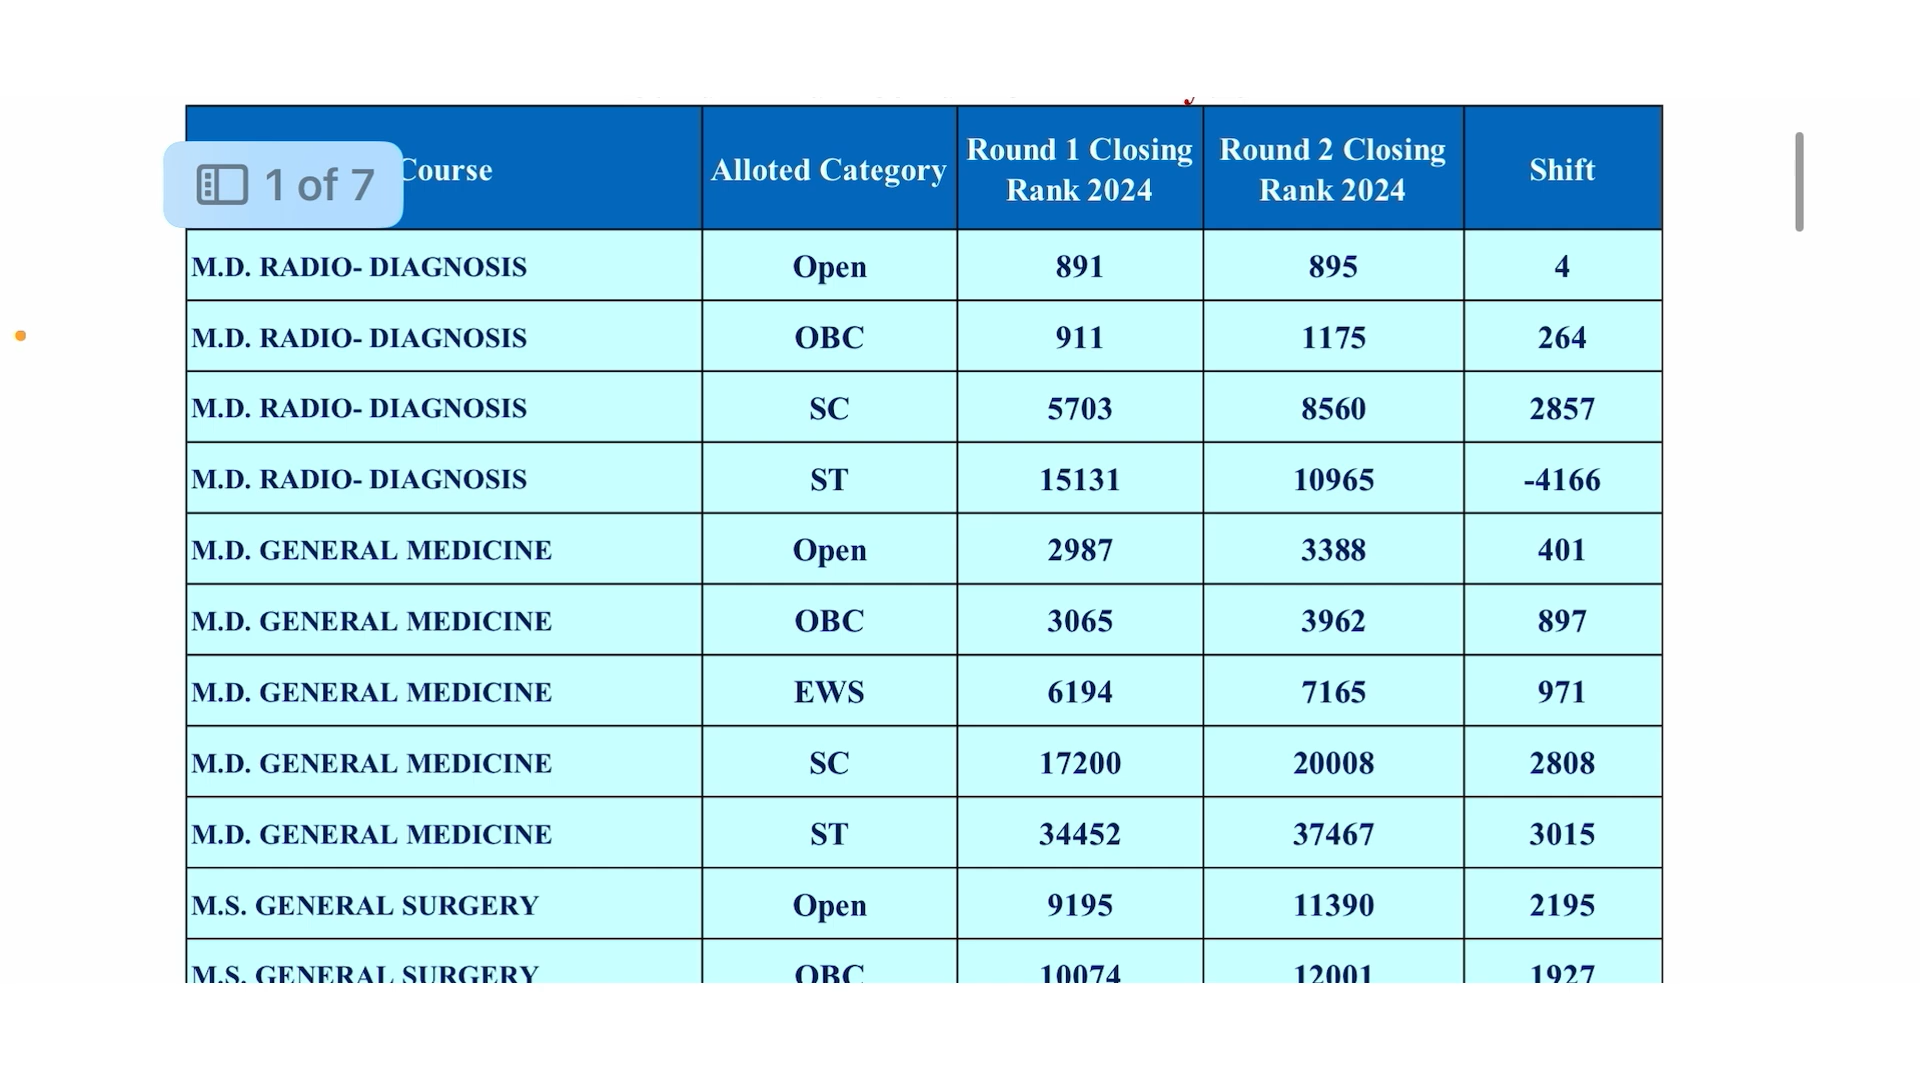 Course Alloted Category Round 1 Closing Rank 2024 Round 2 Closing Rank 2024 Shift
1 of 7
M.D. RADIO- DIAGNOSIS Open 891 895 4
M.D. RADIO- DIAGNOSIS OBC 911 1175 264
M.D. RADIO- DIAGNOSIS SC 5703 8560 2857
M.D. RADIO- DIAGNOSIS ST 15131 10965 -4166
M.D. GENERAL MEDICINE Open 2987 3388 401
M.D. GENERAL MEDICINE OBC 3065 3962 897
M.D. GENERAL MEDICINE EWS 6194 7165 971
M.D. GENERAL MEDICINE SC 17200 20008 2808
M.D. GENERAL MEDICINE ST 34452 37467 3015
M.S. GENERAL SURGERY Open 9195 11390 2195
M.S. GENERAL SURGERY OBC 10074 12001 1927